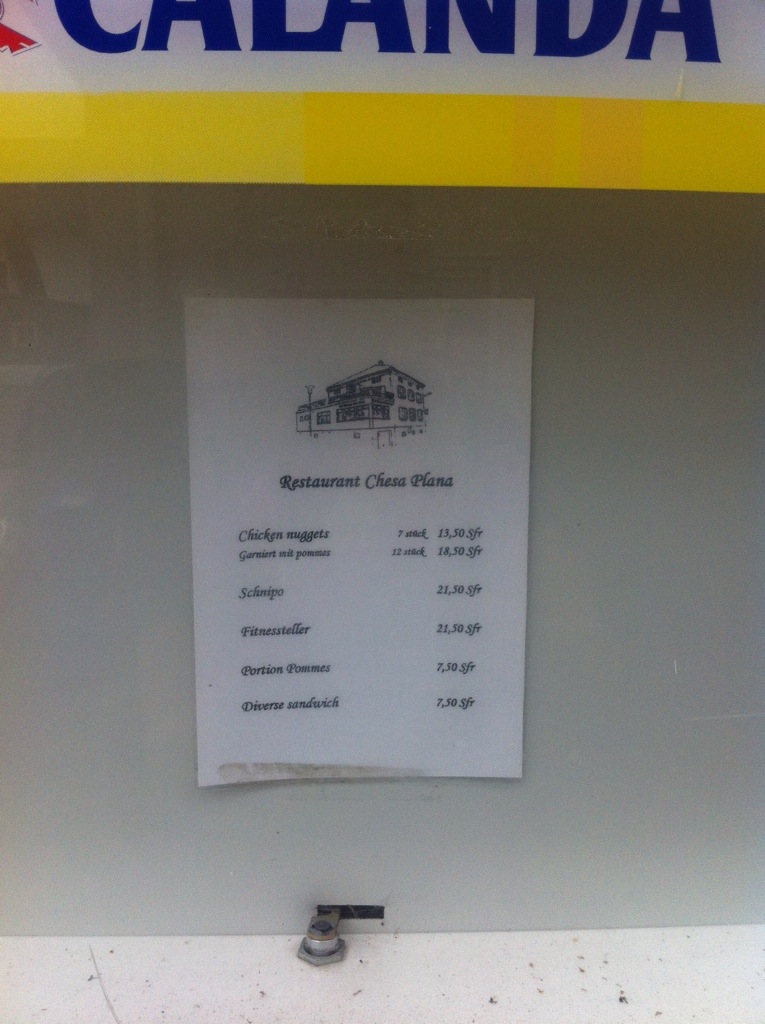 CALANDA
Restaurant Chesa Plana
Chicken nuggets 7 stück 13,50 Sfr
Garniert mit pommes 12 stück 18,50 Sfr
Schnipo 21,50 Sfr
Fitnessteller 21,50 Sfr
Portion Pommes 7,50 Sfr
Diverse sandwich 7,50 Sfr